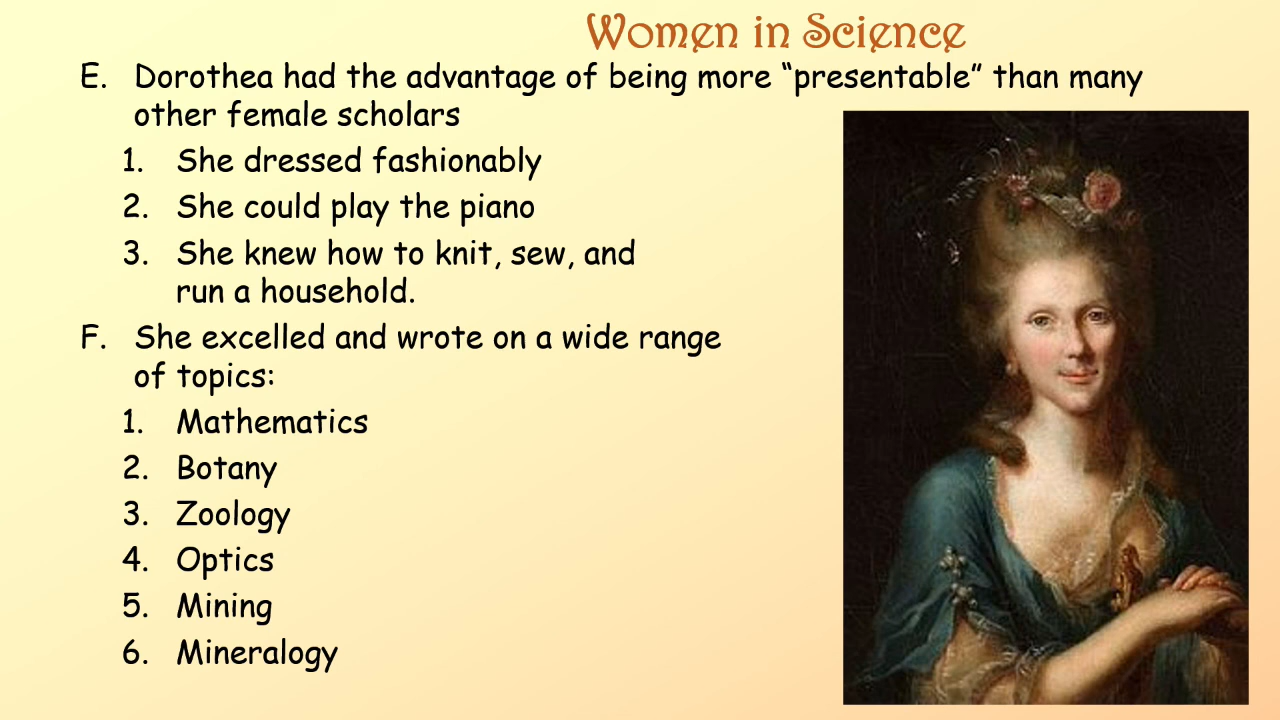 Women in Science
E. Dorothea had the advantage of being more “presentable” than many
other female scholars
1. She dressed fashionably
2. She could play the piano
3. She knew how to knit, sew, and
run a household.
F. She excelled and wrote on a wide range
of topics:
1. Mathematics
2. Botany
3. Zoology
4. Optics
5. Mining
6. Mineralogy